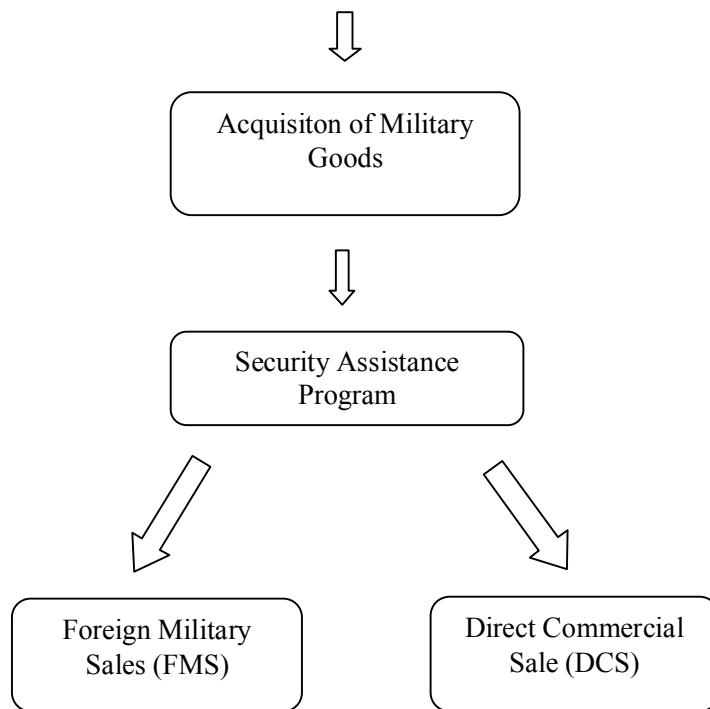 Acquisiton of Military
Goods
Security Assistance
Program
Foreign Military
Sales (FMS)
Direct Commercial
Sale (DCS)